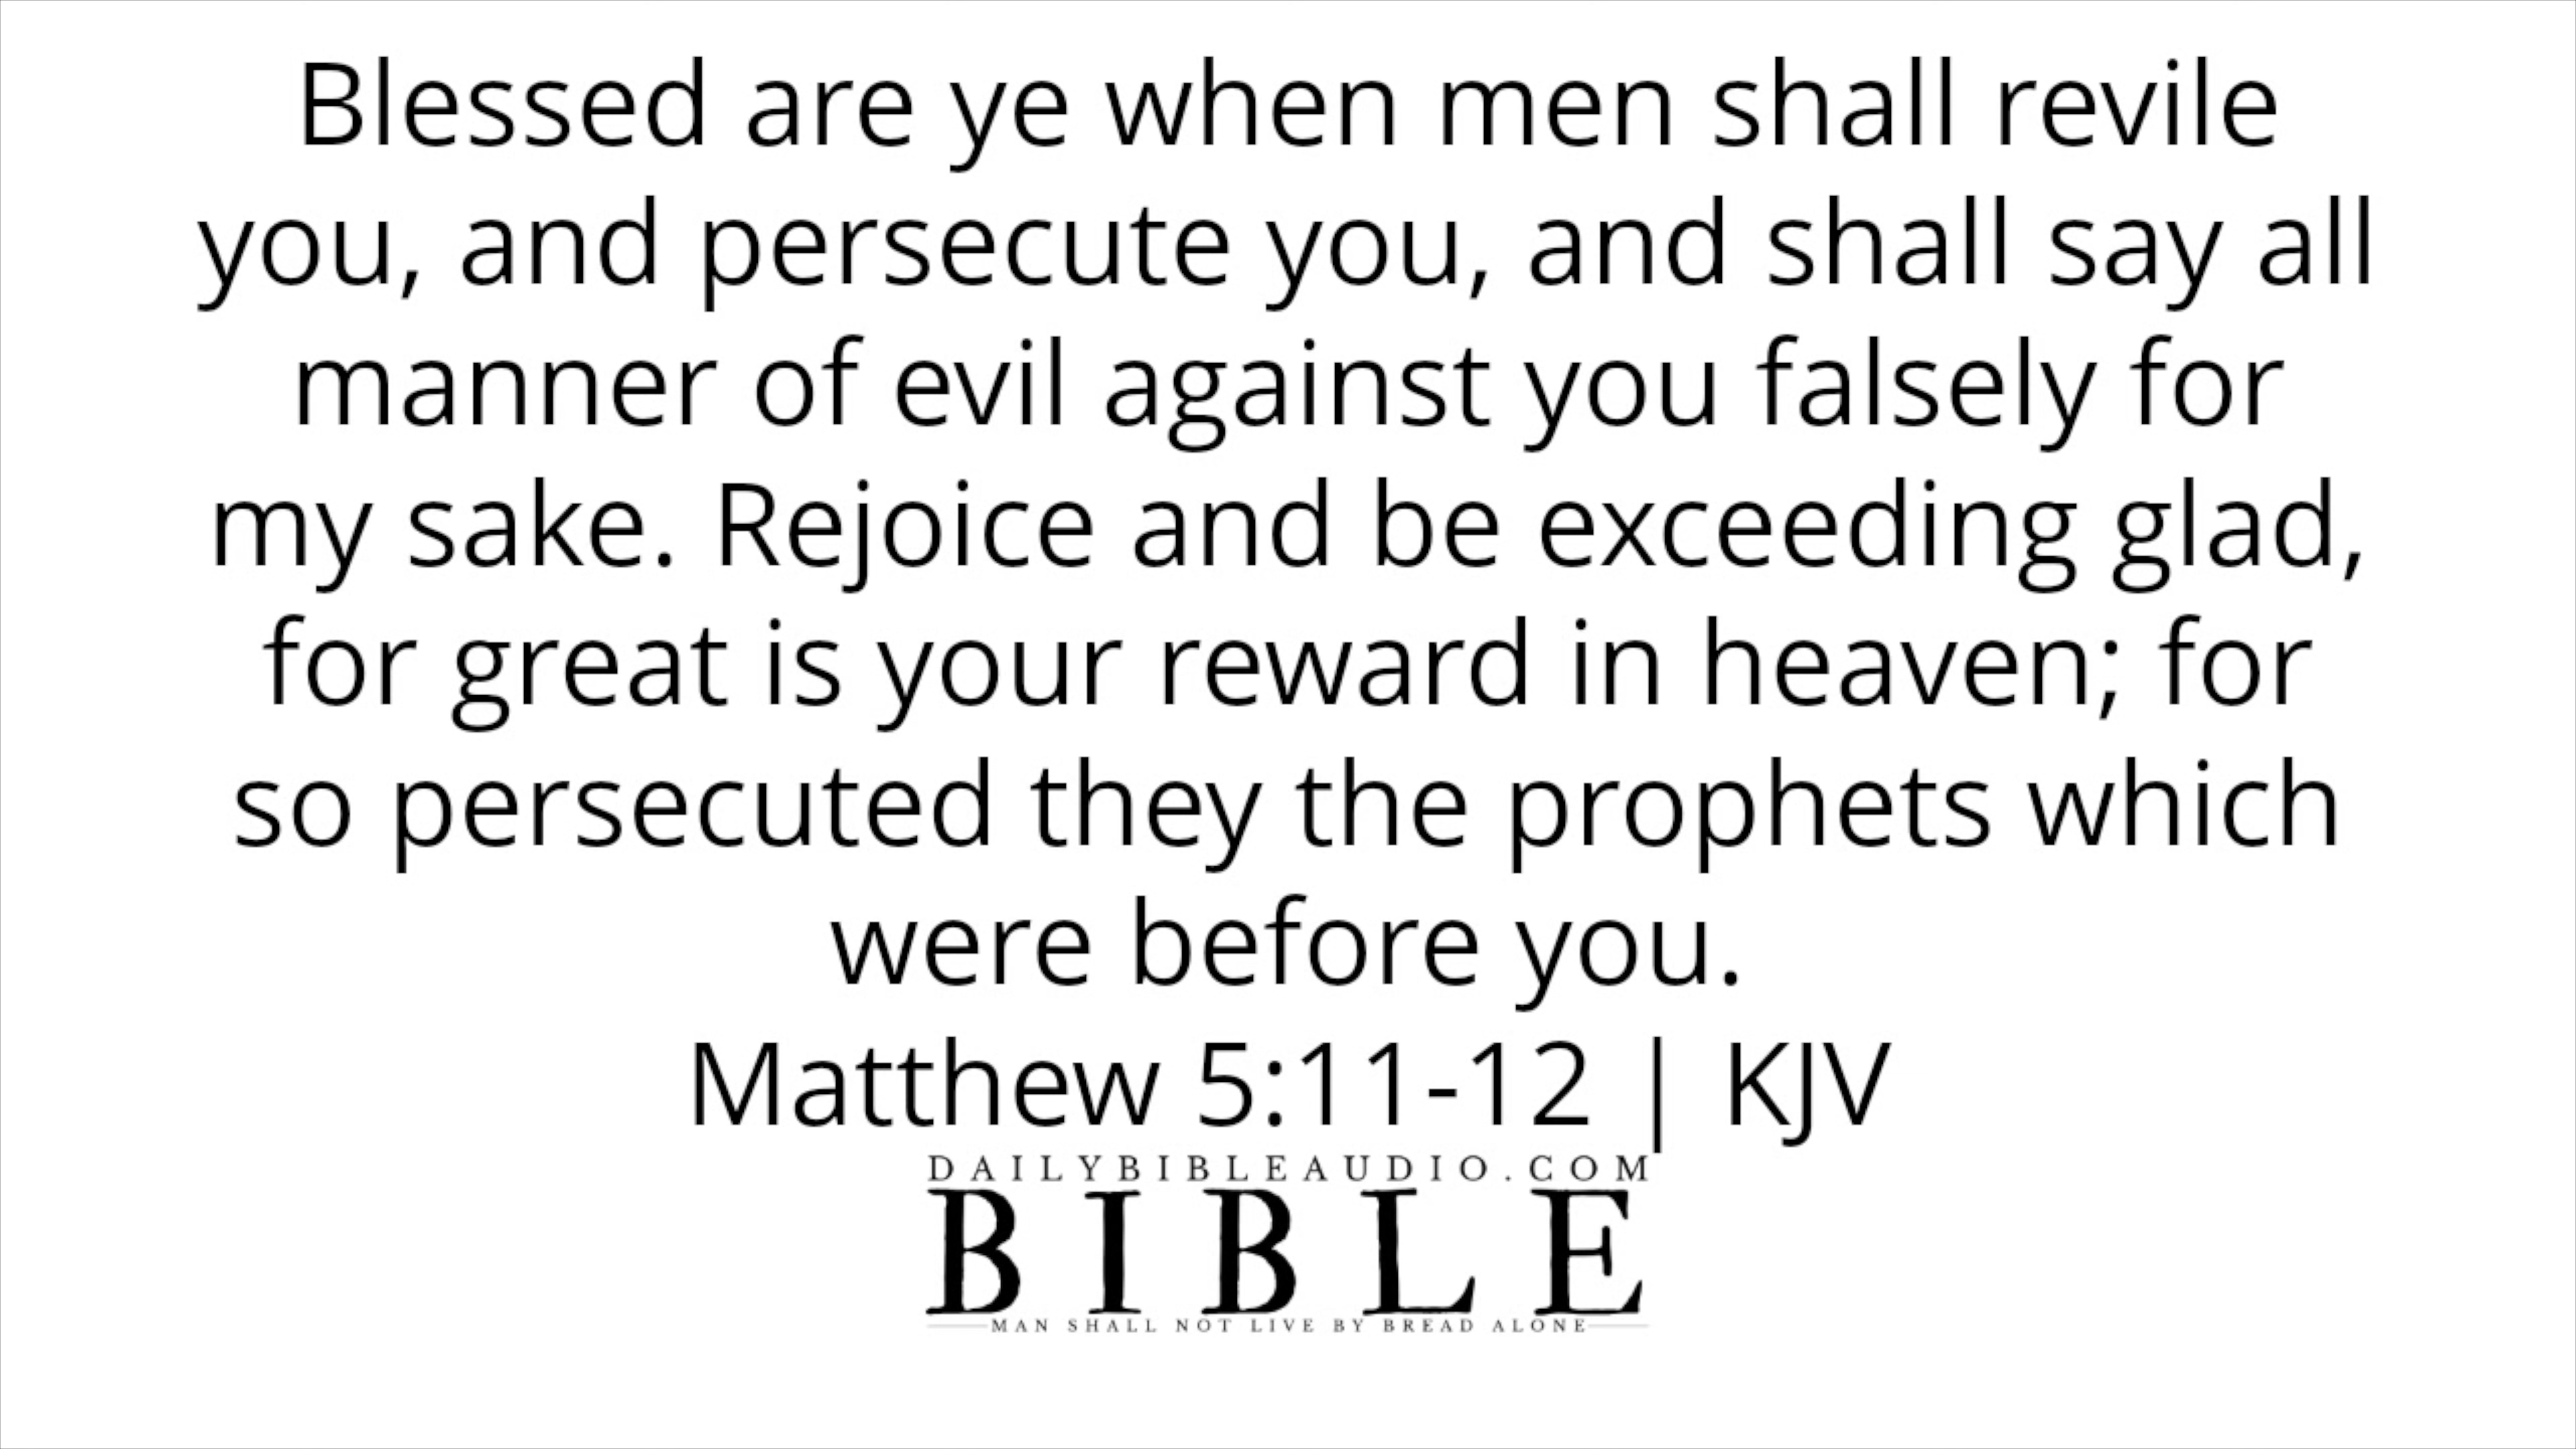 Blessed are ye when men shall revile
you, and persecute you, and shall say all
manner of evil against you falsely for
my sake. Rejoice and be exceeding glad,
for great is your reward in heaven; for
so persecuted they the prophets which
were before you.
Matthew 5:11-12 | KJV
DAILYBIBLEAUDIO.COM
BIBLE
MAN SHALL NOT LIVE BY BREAD ALONE